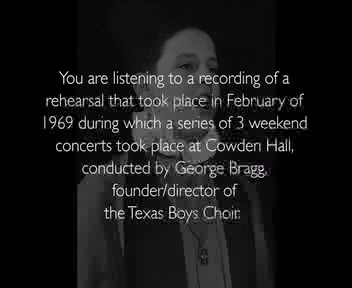 You are listening to a recording of a
rehearsal that took place in February of
1969 during which a series of 3 weekend
concerts took place at Cowden Hall,
conducted by George Bragg,
founder/director of
the Texas Boys Choir.